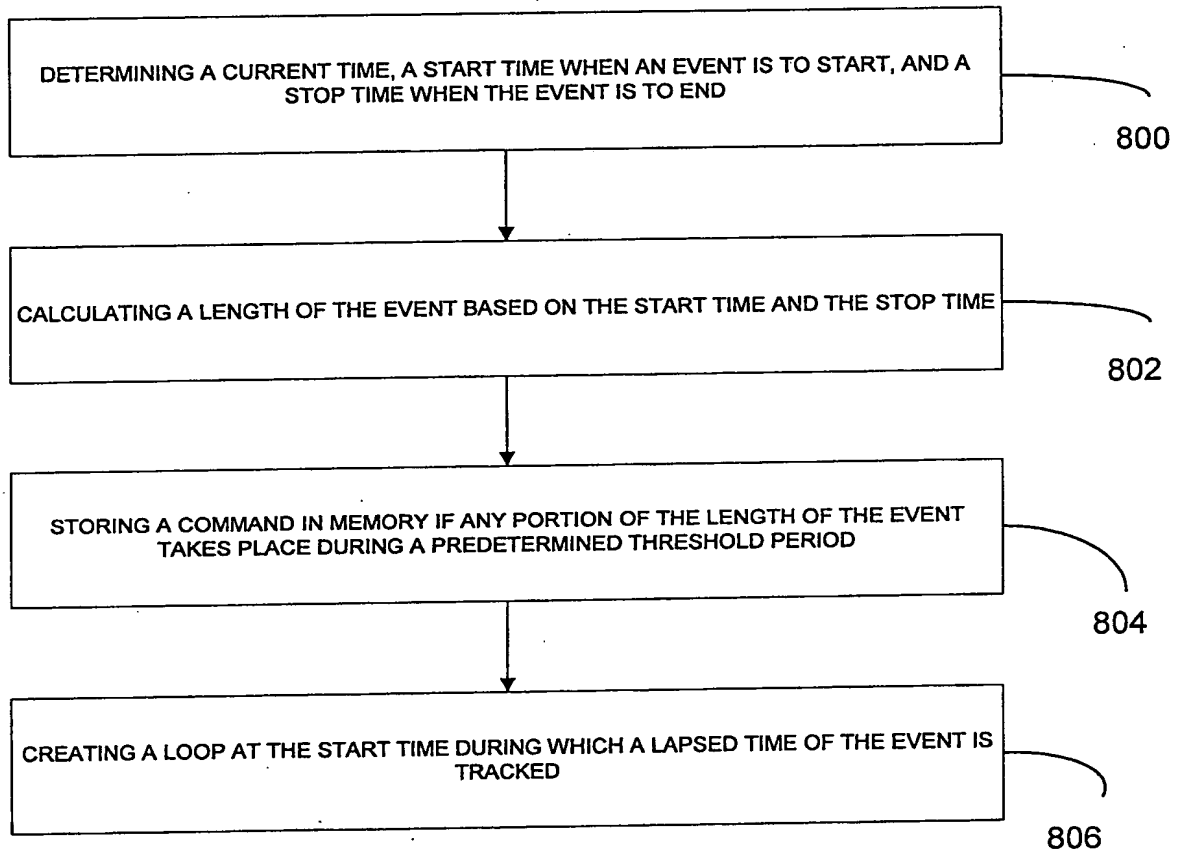 DETERMINING A CURRENT TIME, A START TIME WHEN AN EVENT IS TO START, AND A
STOP TIME WHEN THE EVENT IS TO END
800
CALCULATING A LENGTH OF THE EVENT BASED ON THE START TIME AND THE STOP TIME
802
STORING A COMMAND IN MEMORY IF ANY PORTION OF THE LENGTH OF THE EVENT
TAKES PLACE DURING A PREDETERMINED THRESHOLD PERIOD
804
CREATING A LOOP AT THE START TIME DURING WHICH A LAPSED TIME OF THE EVENT IS
TRACKED
806